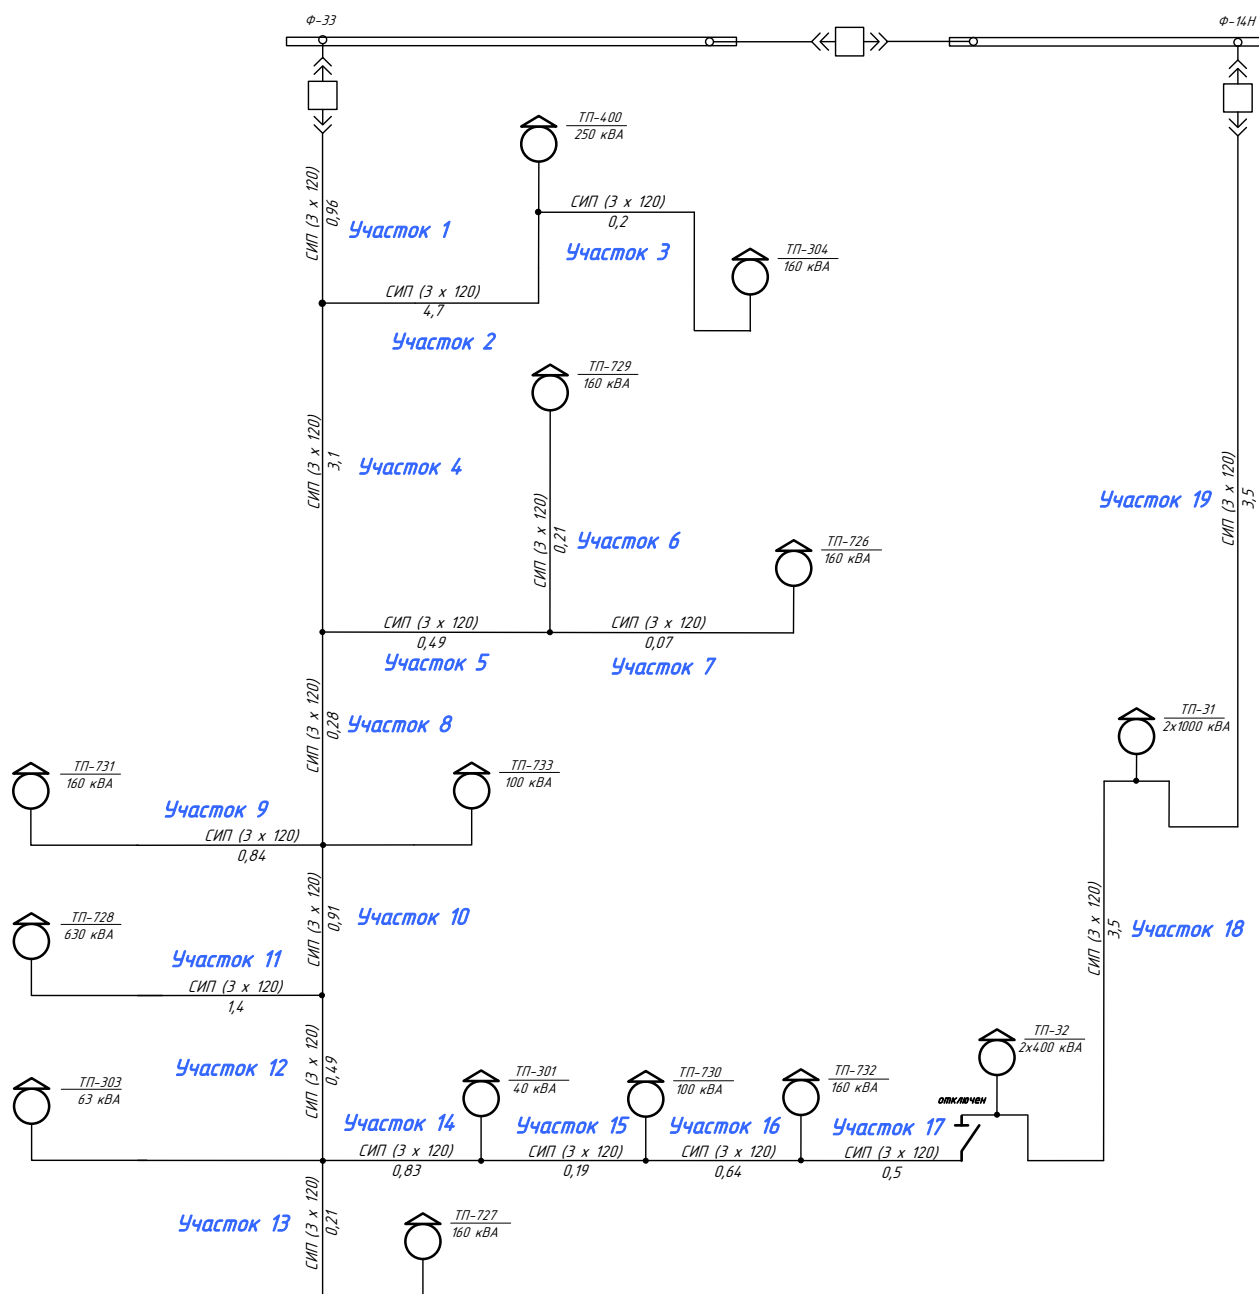 Ф-33
Ф-14Н
ТП-400
250 кВА
СИП (3 х 120)
0,96
Участок 1
СИП (3 х 120)
0,2
Участок 3
ТП-304
160 кВА
СИП (3 х 120)
4,7
Участок 2
ТП-729
160 кВА
СИП (3 х 120)
3,1
Участок 4
СИП (3 х 120)
0,21
Участок 6
Участок 19
СИП (3 х 120)
3,5
ТП-726
160 кВА
СИП (3 х 120)
0,49
Участок 5
СИП (3 х 120)
0,07
Участок 7
СИП (3 х 120)
0,28
Участок 8
ТП-31
2х1000 кВА
ТП-731
160 кВА
ТП-733
100 кВА
Участок 9
СИП (3 х 120)
0,84
СИП (3 х 120)
0,91
Участок 10
ТП-728
630 кВА
Участок 11
СИП (3 х 120)
1,4
СИП (3 х 120)
3,5
Участок 18
Участок 12
СИП (3 х 120)
0,49
ТП-32
2х400 кВА
ТП-303
63 кВА
ТП-301
40 кВА
ТП-730
100 кВА
ТП-732
160 кВА
отключен
Участок 14
СИП (3 х 120)
0,83
Участок 15
СИП (3 х 120)
0,19
Участок 16
СИП (3 х 120)
0,64
Участок 17
СИП (3 х 120)
0,5
Участок 13
СИП (3 х 120)
0,21
ТП-727
160 кВА